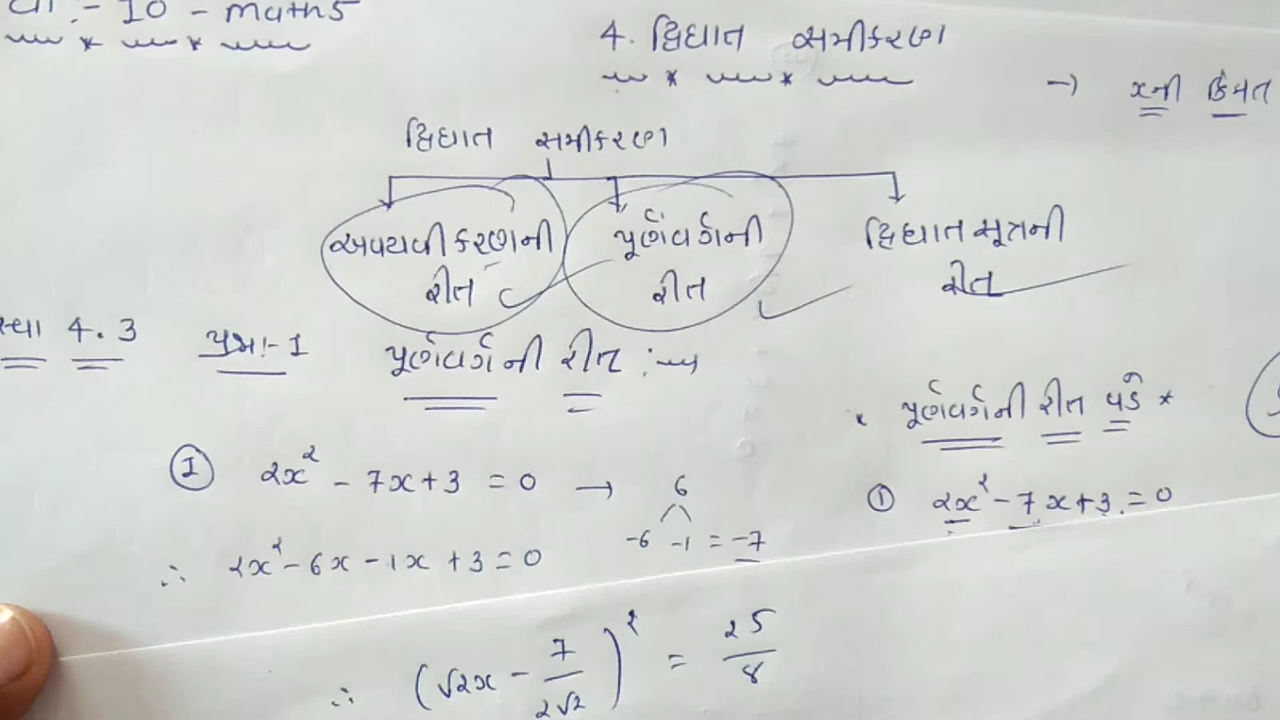 ધો :- 10 - maths
4. દ્વિઘાત સમીકરણ
→ xની કિંમત
દ્વિઘાત સમીકરણ
અવયવીકરણની રીત
પૂર્ણવર્ગની રીત
દ્વિઘાતસૂત્રની રીત
4.3 પ્રશ્ન:-1 પૂર્ણવર્ગની રીત :→
* પૂર્ણવર્ગની રીત વડે *
① 2x² - 7x+3 = 0 →
6
-6 -1 = -7
① 2x² - 7x+3 = 0
∴ 2x² - 6x - 1x + 3 = 0
∴ (√2x - 7/2√2)² = 25/8